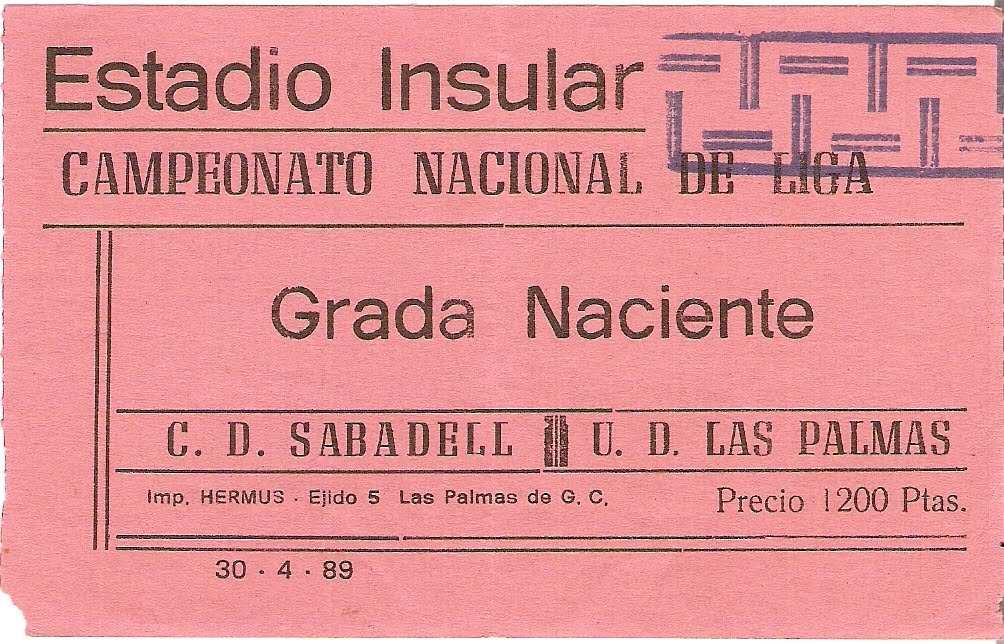 Estadio Insular
CAMPEONATO NACIONAL DE LIGA
Grada Naciente
C. D. SABADELL U. D. LAS PALMAS
Imp. HERMUS - Ejido 5 Las Palmas de G. C.
Precio 1200 Ptas.
30 - 4 - 89